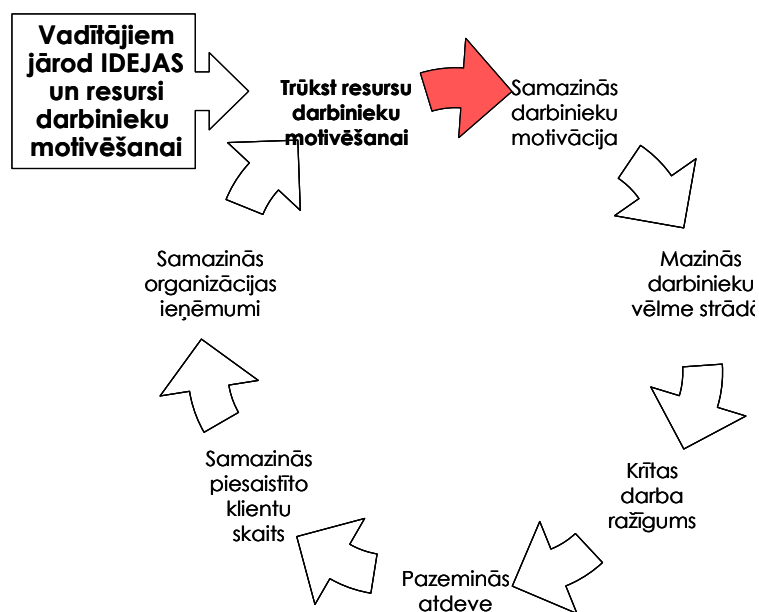 Vadītājiem
jārod IDEJAS
un resursi
darbinieku
motivēšanai
Trūkst resursu
darbinieku
motivēšanai
Samazinās
darbinieku
motivācija
Mazinās
darbinieku
vēlme
Krītas
darba
ražīgums
Pazeminās
atdeve
Samazinās
piesaistīto
klientu
skaits
Samazinās
organizācijas
ieņēmumi